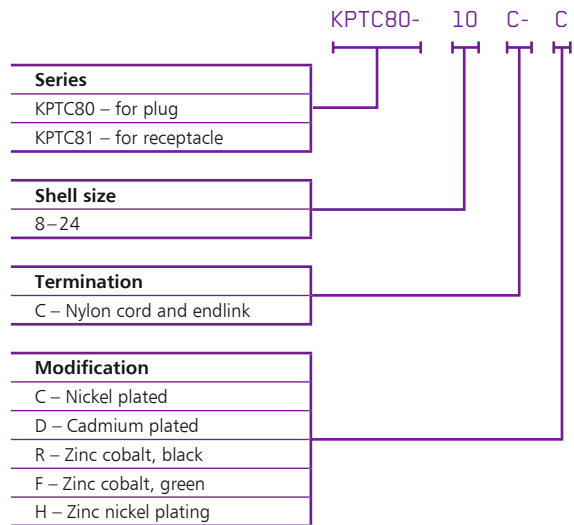 KPTC80- 10 C- C
Series
KPTC80 – for plug
KPTC81 – for receptacle
Shell size
8–24
Termination
C – Nylon cord and endlink
Modification
C – Nickel plated
D – Cadmium plated
R – Zinc cobalt, black
F – Zinc cobalt, green
H – Zinc nickel plating